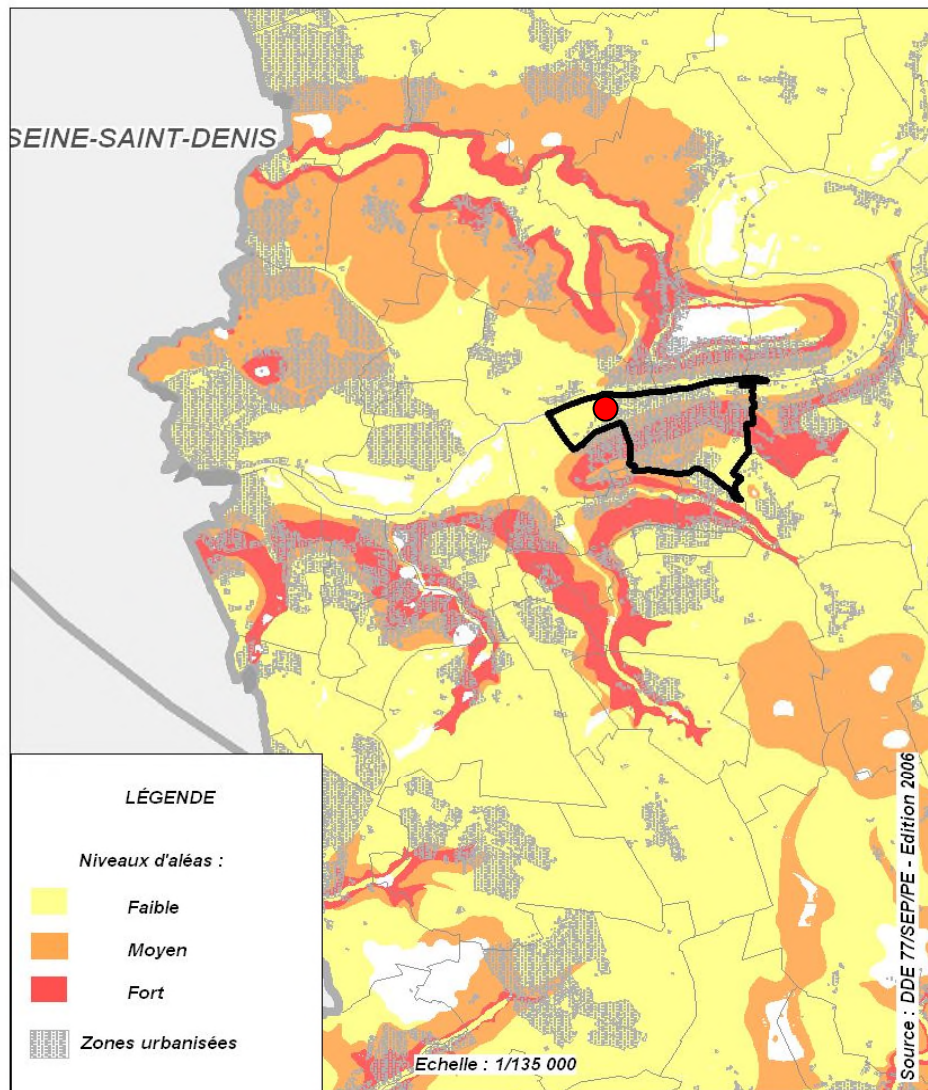 SEINE-SAINT-DENIS
LÉGENDE
Niveaux d'aléas :
Faible
Moyen
Fort
Zones urbanisées
Echelle : 1/135 000
Source : DDE 77/SEP/PE - Edition 2006